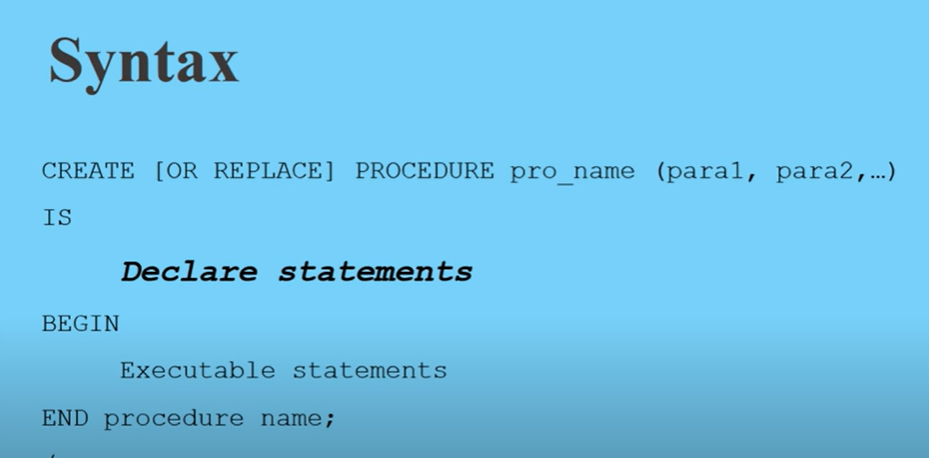 Syntax
CREATE [OR REPLACE] PROCEDURE pro_name (para1, para2,…)
IS
Declare statements
BEGIN
Executable statements
END procedure name;